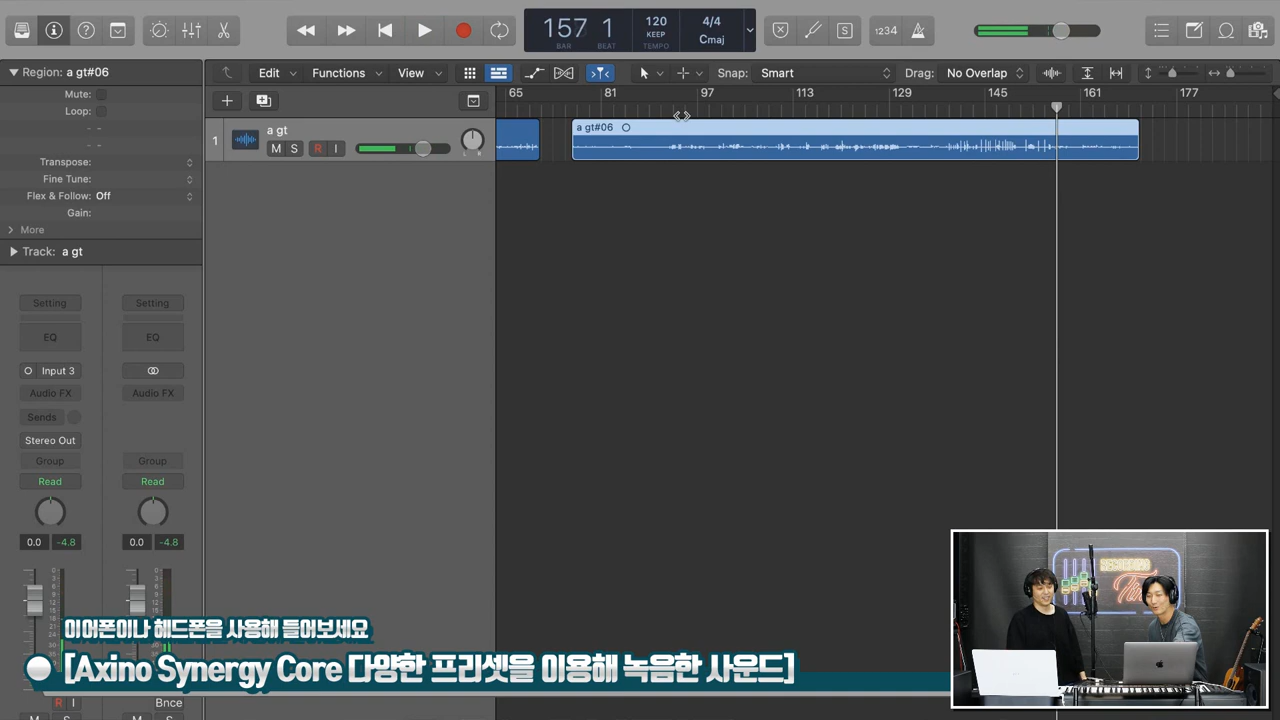 157 1
BAR BEAT
120
KEEP
TEMPO
4/4
Cmaj
1234
Region: a gt#06
Mute:
Loop:
Transpose:
Fine Tune:
Flex & Follow: Off
Gain:
More
Track: a gt
Edit Functions View Snap: Smart Drag: No Overlap
65 81 97 113 129 145 161 177
1 a gt
M S R I
L R
a gt#06
Setting Setting
EQ EQ
Input 3
Audio FX Audio FX
Sends
Stereo Out
Group Group
Read Read
0.0 -4.8 0.0 -4.8
이어폰이나 헤드폰을 사용해 들어보세요
[Axino Synergy Core 다양한 프리셋을 이용해 녹음한 사운드]
R I Bnce
M S M S